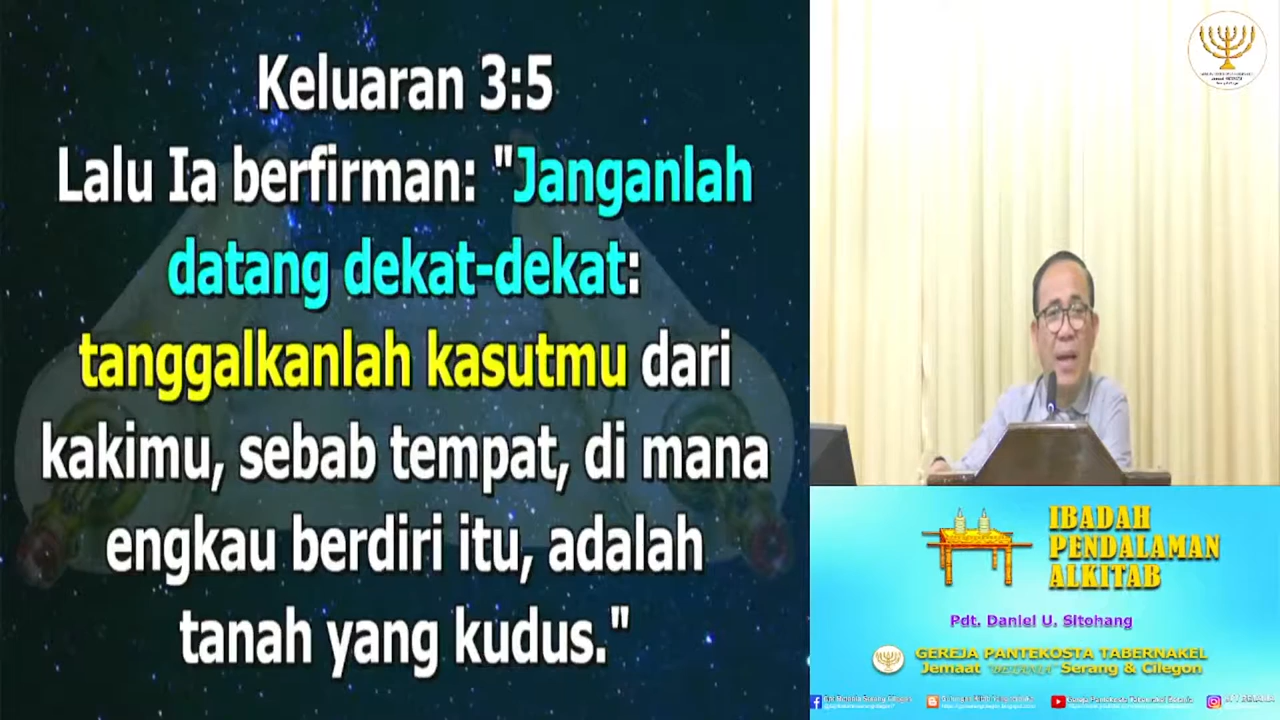 Keluaran 3:5
Lalu Ia berfirman: "Janganlah
datang dekat-dekat:
tanggalkanlah kasutmu dari
kakimu, sebab tempat, di mana
engkau berdiri itu, adalah
tanah yang kudus."
IBADAH
PENDALAMAN
ALKITAB
Pdt. Daniel U. Sitohang
GEREJA PANTEKOSTA TABERNAKEL
Jemaat "BETANIA" Serang & Cilegon